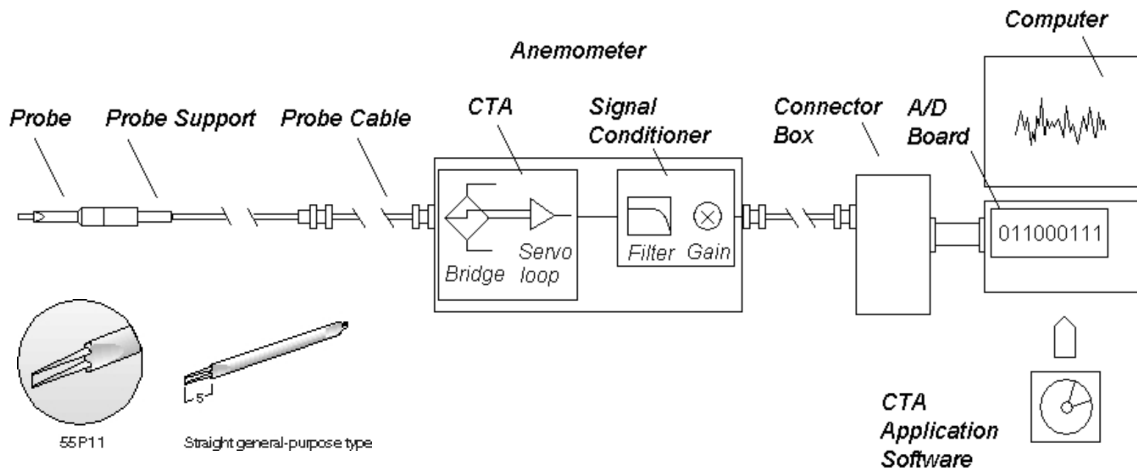 Computer
Anemometer
Probe
Probe Support
Probe Cable
CTA
Signal
Conditioner
Connector
Box
A/D
Board
011000111
Bridge
Servo
loop
Filter
Gain
5
55P11
Straight general-purpose type
CTA
Application
Software